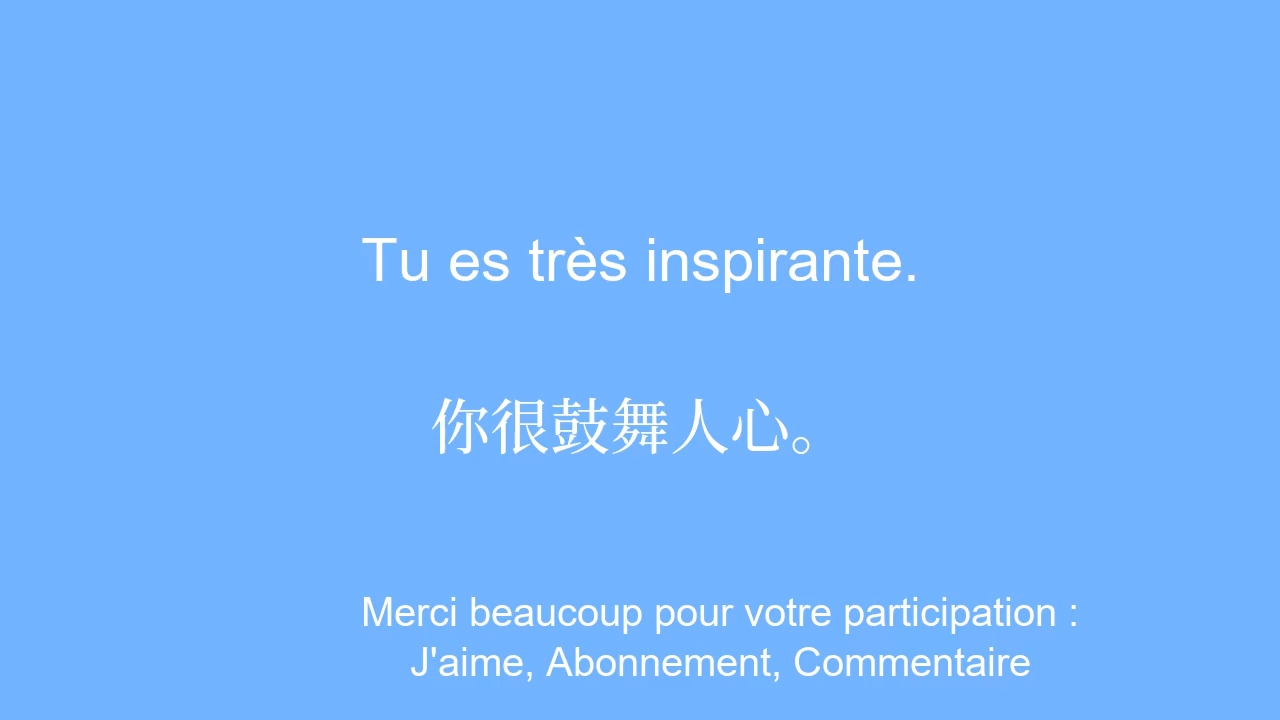 Tu es très inspirante.
你很鼓舞人心。
Merci beaucoup pour votre participation :
J'aime, Abonnement, Commentaire